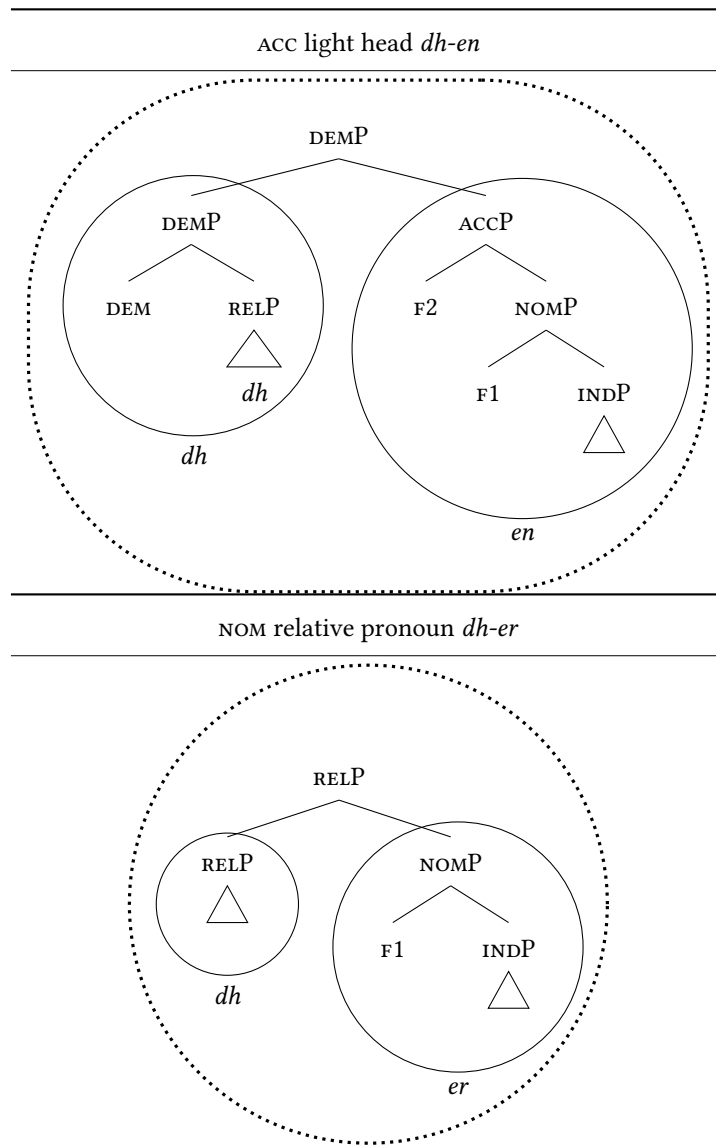 ACC light head dh-en
DEMP
DEMP ACCP
DEM RELP F2 NOMP
dh F1 INDP
dh
en
NOM relative pronoun dh-er
RELP
RELP NOMP
F1 INDP
dh
er